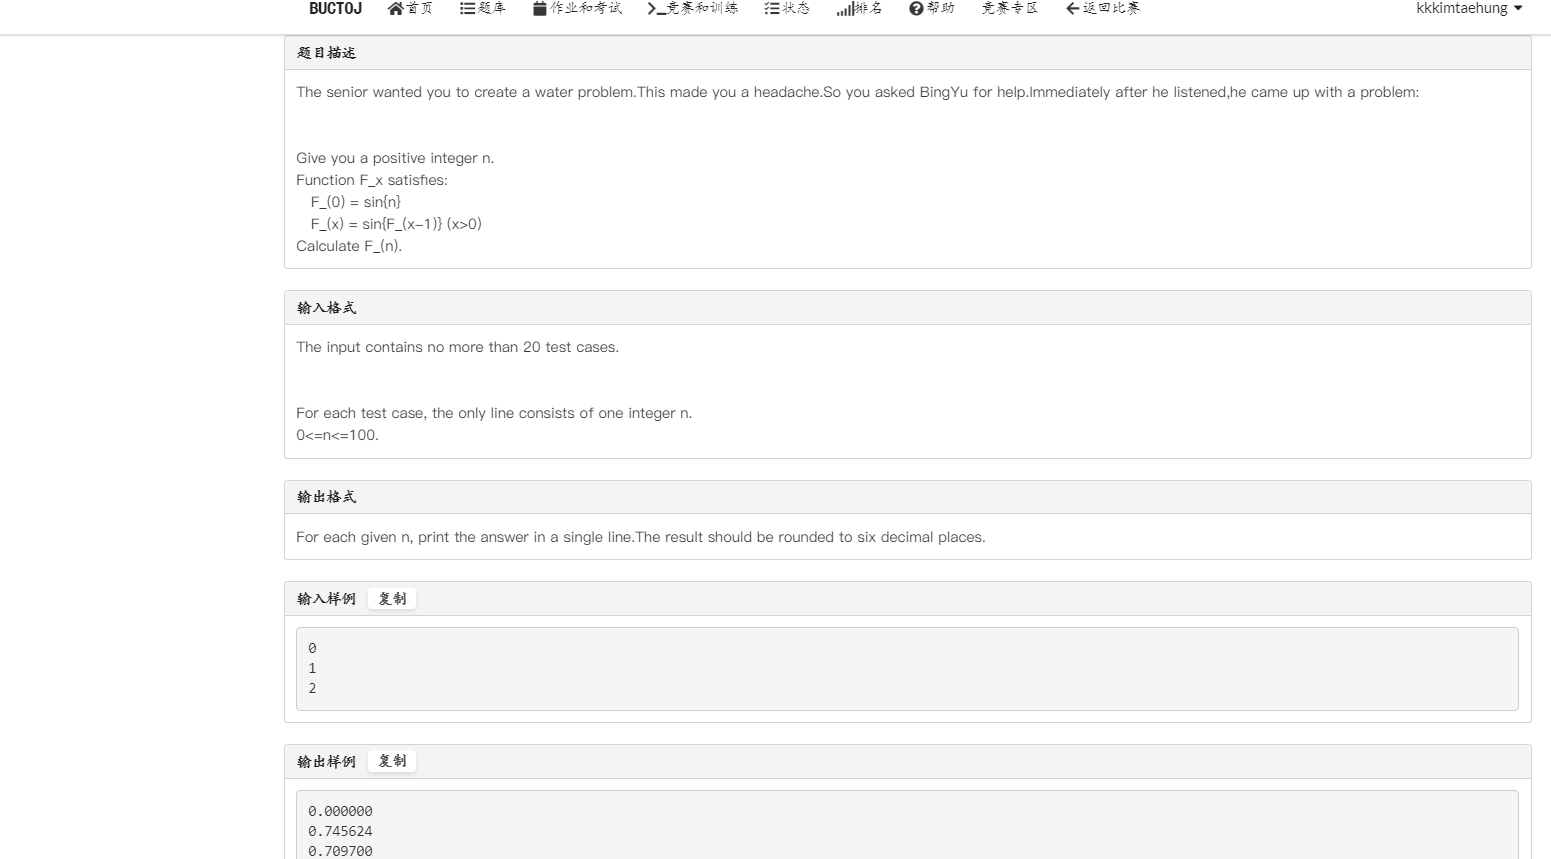 BUCTOJ 首页 题库 作业和考试 竞赛和训练 状态 排名 帮助 竞赛专区 返回比赛 kkkimtaehung
题目描述
The senior wanted you to create a water problem.This made you a headache.So you asked BingYu for help.Immediately after he listened,he came up with a problem:
Give you a positive integer n.
Function F_x satisfies:
F_(0) = sin{n}
F_(x) = sin{F_(x-1)} (x>0)
Calculate F_(n).
输入格式
The input contains no more than 20 test cases.
For each test case, the only line consists of one integer n.
0<=n<=100.
输出格式
For each given n, print the answer in a single line.The result should be rounded to six decimal places.
输入样例 复制
0
1
2
输出样例 复制
0.000000
0.745624
0.709700